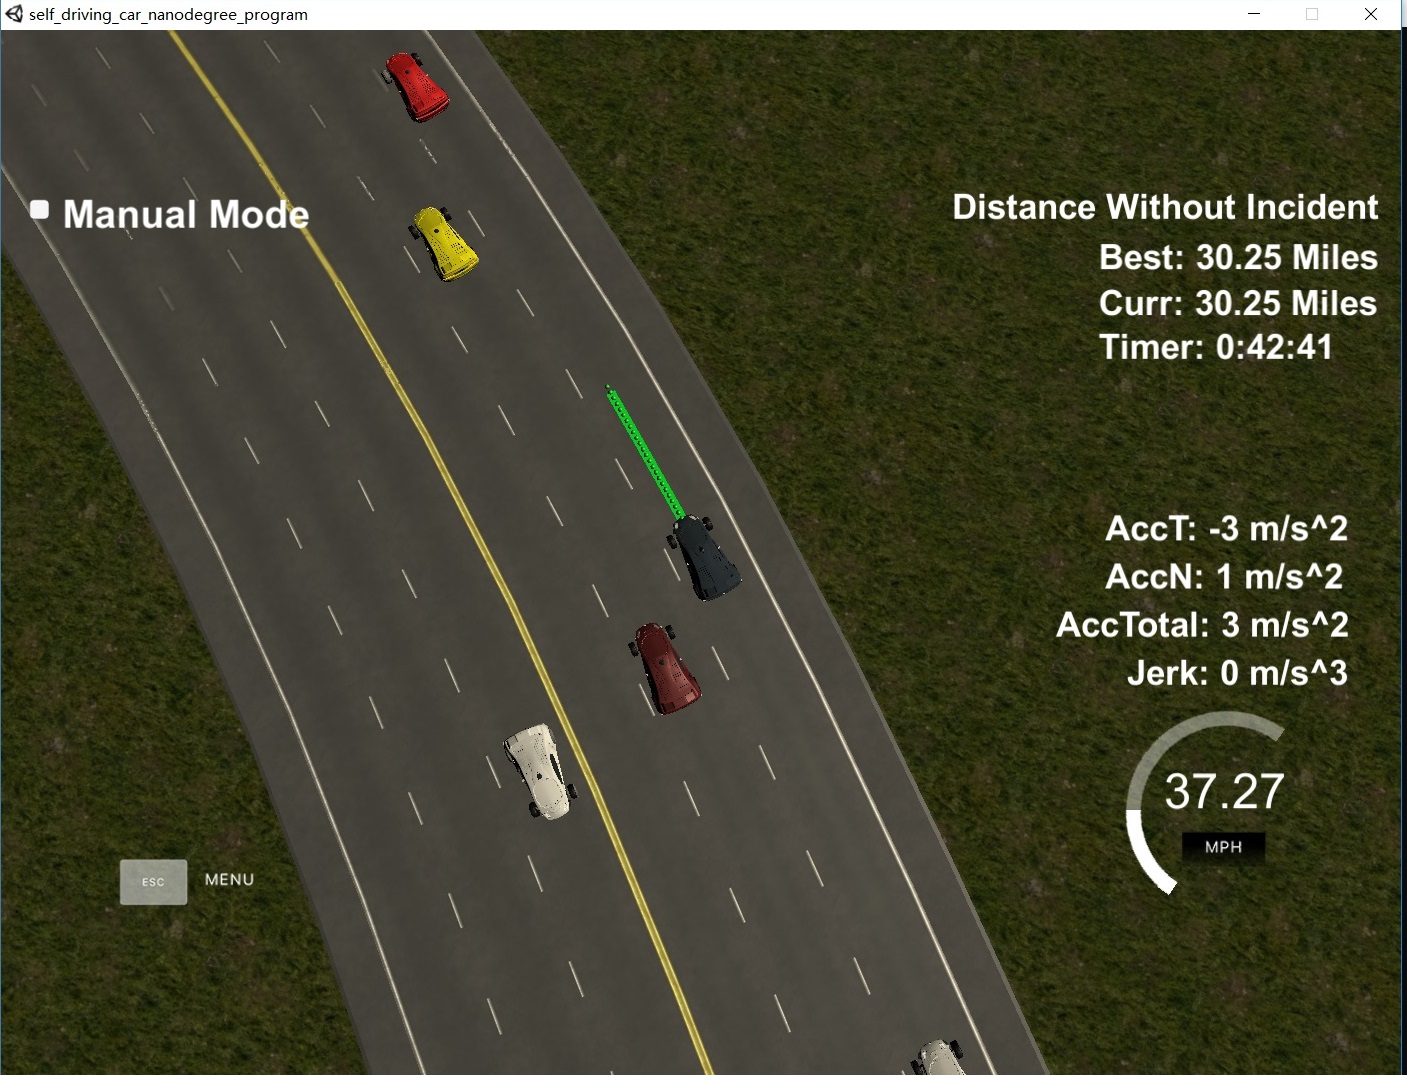 self_driving_car_nanodegree_program
Manual Mode
Distance Without Incident
Best: 30.25 Miles
Curr: 30.25 Miles
Timer: 0:42:41
AccT: -3 m/s^2
AccN: 1 m/s^2
AccTotal: 3 m/s^2
Jerk: 0 m/s^3
37.27
MPH
ESC MENU